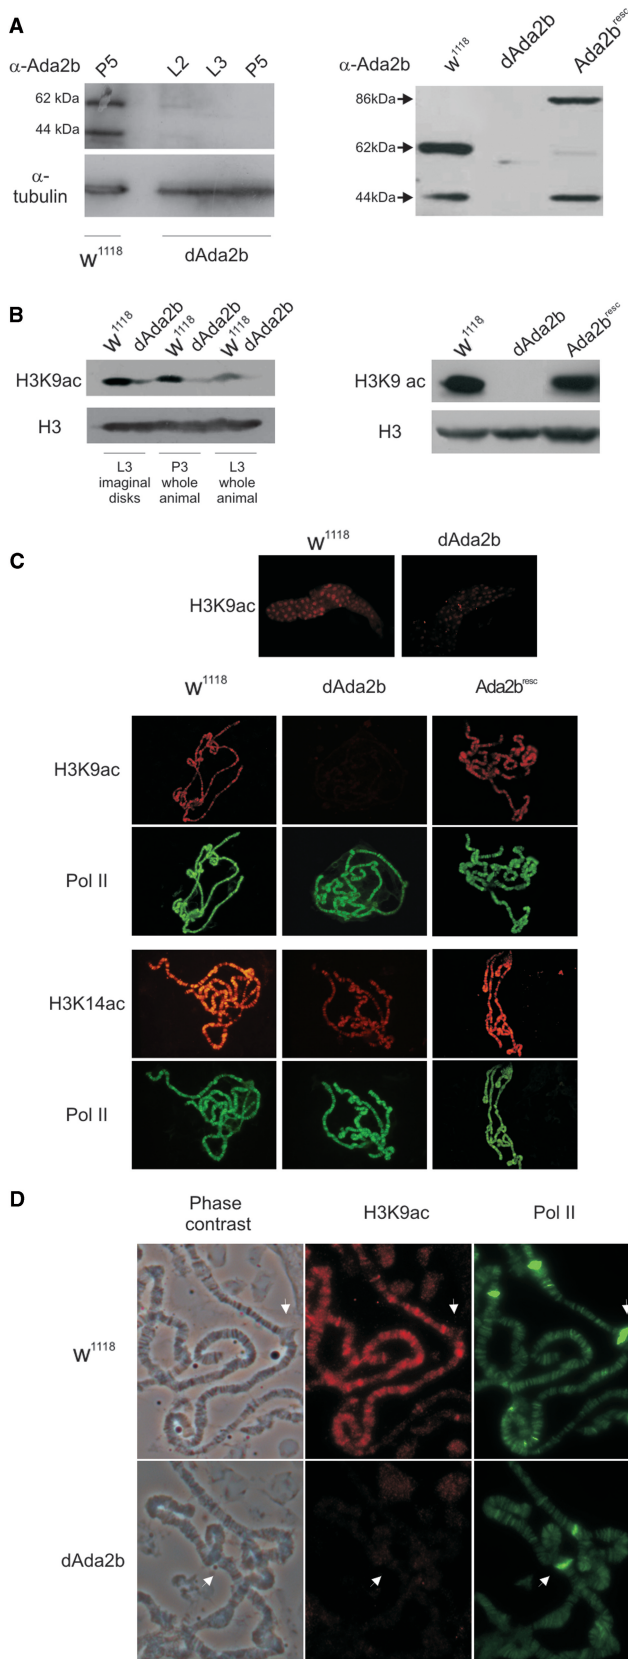 A
α-Ada2b P5 L2 L3 P5
62 kDa
44 kDa
α-
tubulin
w1118 dAda2b
α-Ada2b w1118 dAda2b Ada2bresc
86kDa
62kDa
44kDa
B
w1118 dAda2b w1118 dAda2b w1118 dAda2b
H3K9ac
H3
L3 imaginal disks
P3 whole animal
L3 whole animal
w1118 dAda2b Ada2bresc
H3K9 ac
H3
C
w1118 dAda2b
H3K9ac
w1118 dAda2b Ada2bresc
H3K9ac
Pol II
H3K14ac
Pol II
D
Phase
contrast
H3K9ac Pol II
w1118
dAda2b